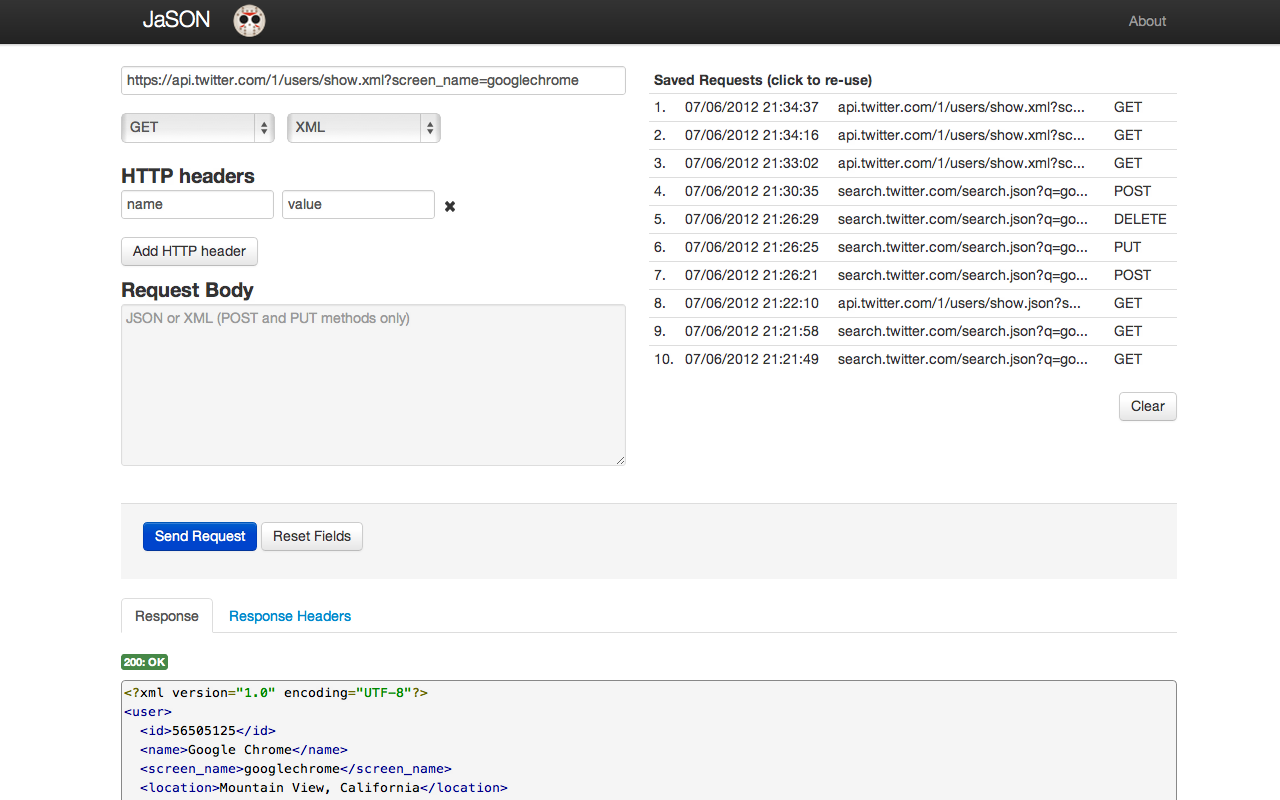 JaSON
About
https://api.twitter.com/1/users/show.xml?screen_name=googlechrome
GET
XML
HTTP headers
name
value
Add HTTP header
Request Body
JSON or XML (POST and PUT methods only)
Saved Requests (click to re-use)
1. 07/06/2012 21:34:37 api.twitter.com/1/users/show.xml?sc... GET
2. 07/06/2012 21:34:16 api.twitter.com/1/users/show.xml?sc... GET
3. 07/06/2012 21:33:02 api.twitter.com/1/users/show.xml?sc... GET
4. 07/06/2012 21:30:35 search.twitter.com/search.json?q=go... POST
5. 07/06/2012 21:26:29 search.twitter.com/search.json?q=go... DELETE
6. 07/06/2012 21:26:25 search.twitter.com/search.json?q=go... PUT
7. 07/06/2012 21:26:21 search.twitter.com/search.json?q=go... POST
8. 07/06/2012 21:22:10 api.twitter.com/1/users/show.json?s... GET
9. 07/06/2012 21:21:58 search.twitter.com/search.json?q=go... GET
10. 07/06/2012 21:21:49 search.twitter.com/search.json?q=go... GET
Clear
Send Request
Reset Fields
Response
Response Headers
200: OK
<?xml version="1.0" encoding="UTF-8"?>
<user>
  <id>56505125</id>
  <name>Google Chrome</name>
  <screen_name>googlechrome</screen_name>
  <location>Mountain View, California</location>